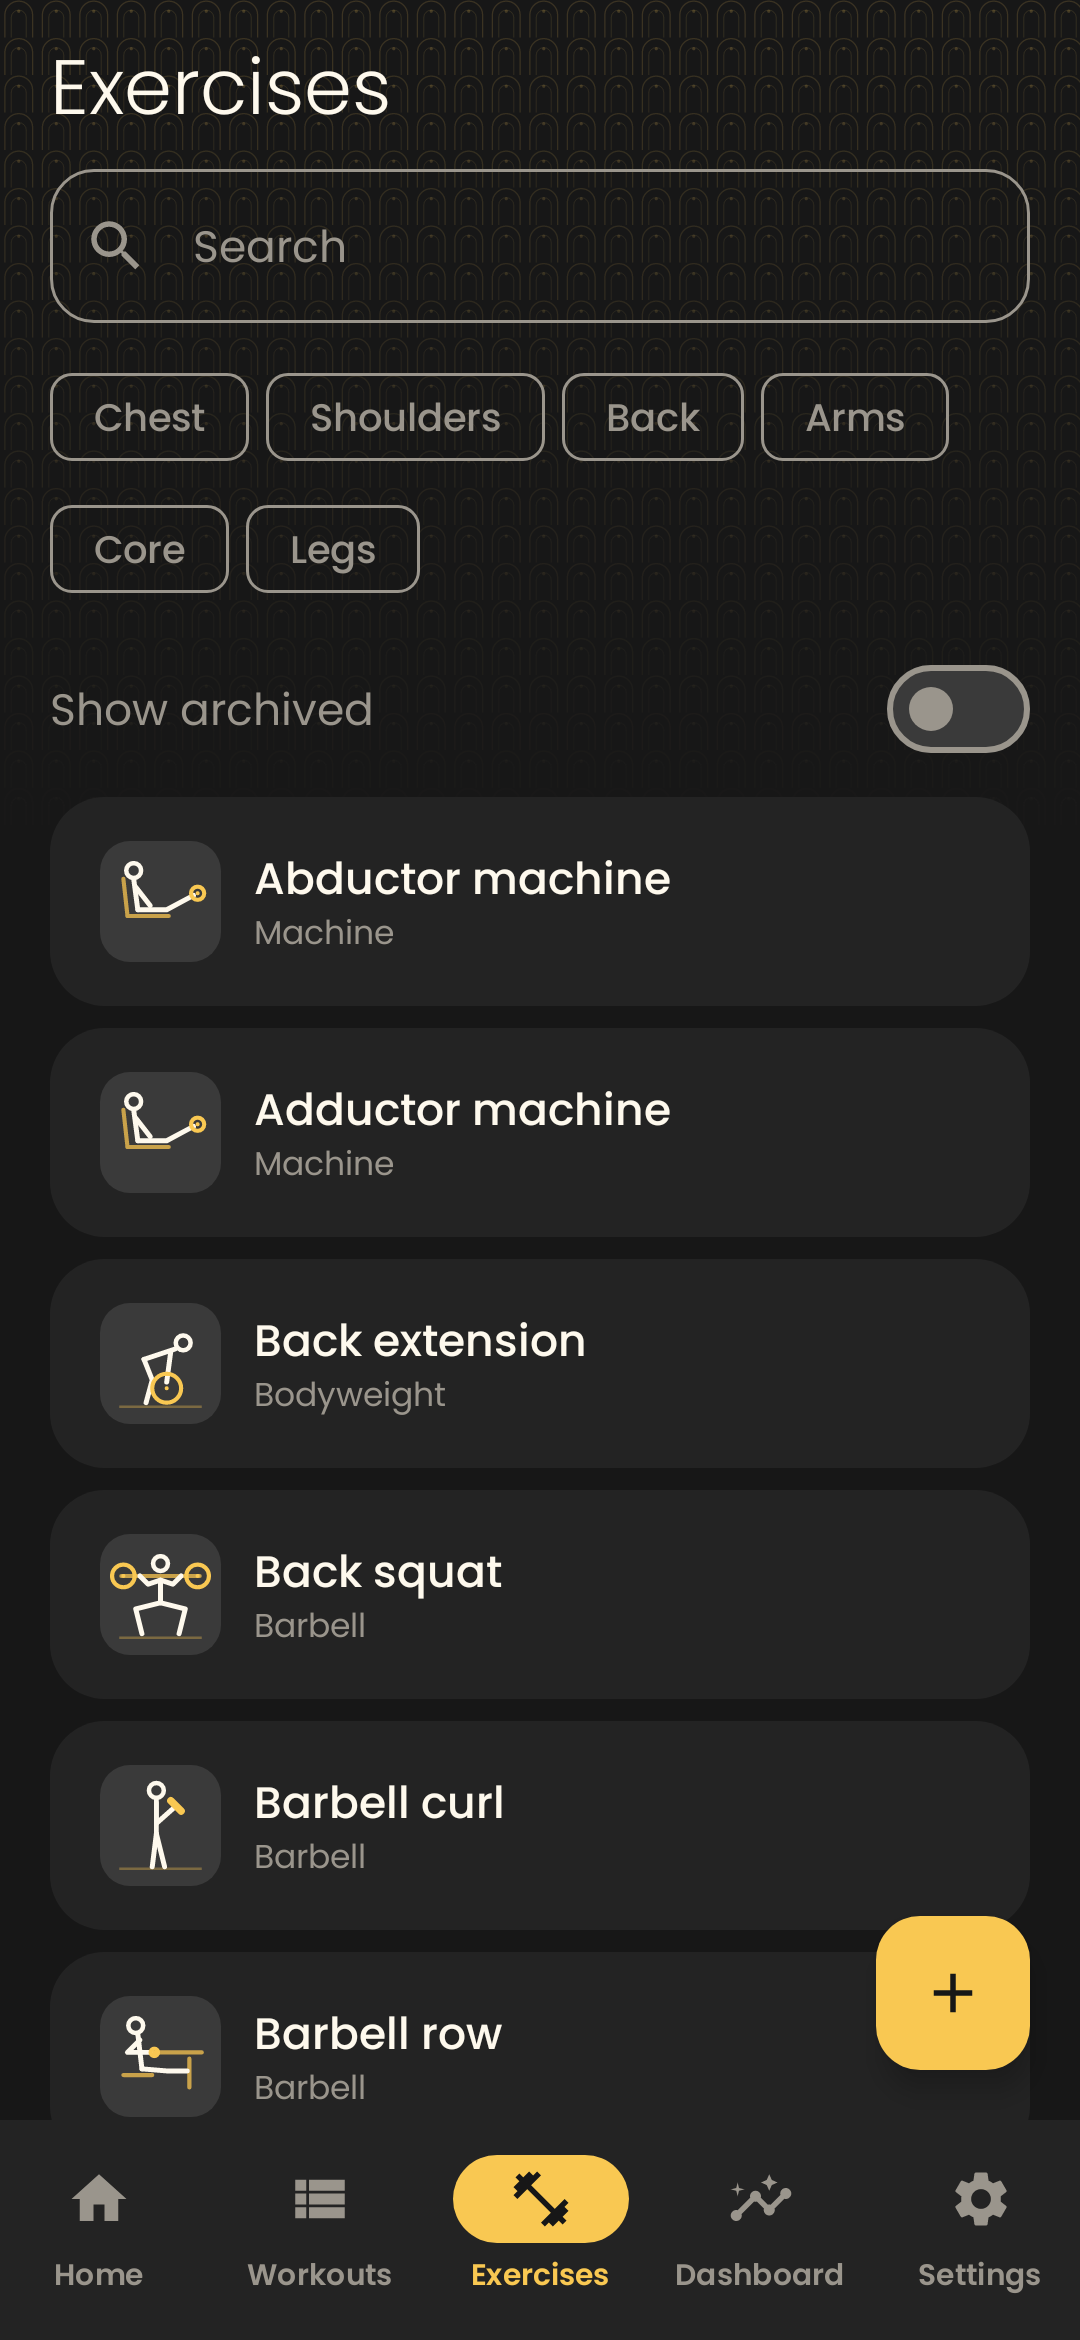 Exercises
Search
Chest Shoulders Back Arms
Core Legs
Show archived
Abductor machine
Machine
Adductor machine
Machine
Back extension
Bodyweight
Back squat
Barbell
Barbell curl
Barbell
Barbell row
Barbell
Home Workouts Exercises Dashboard Settings